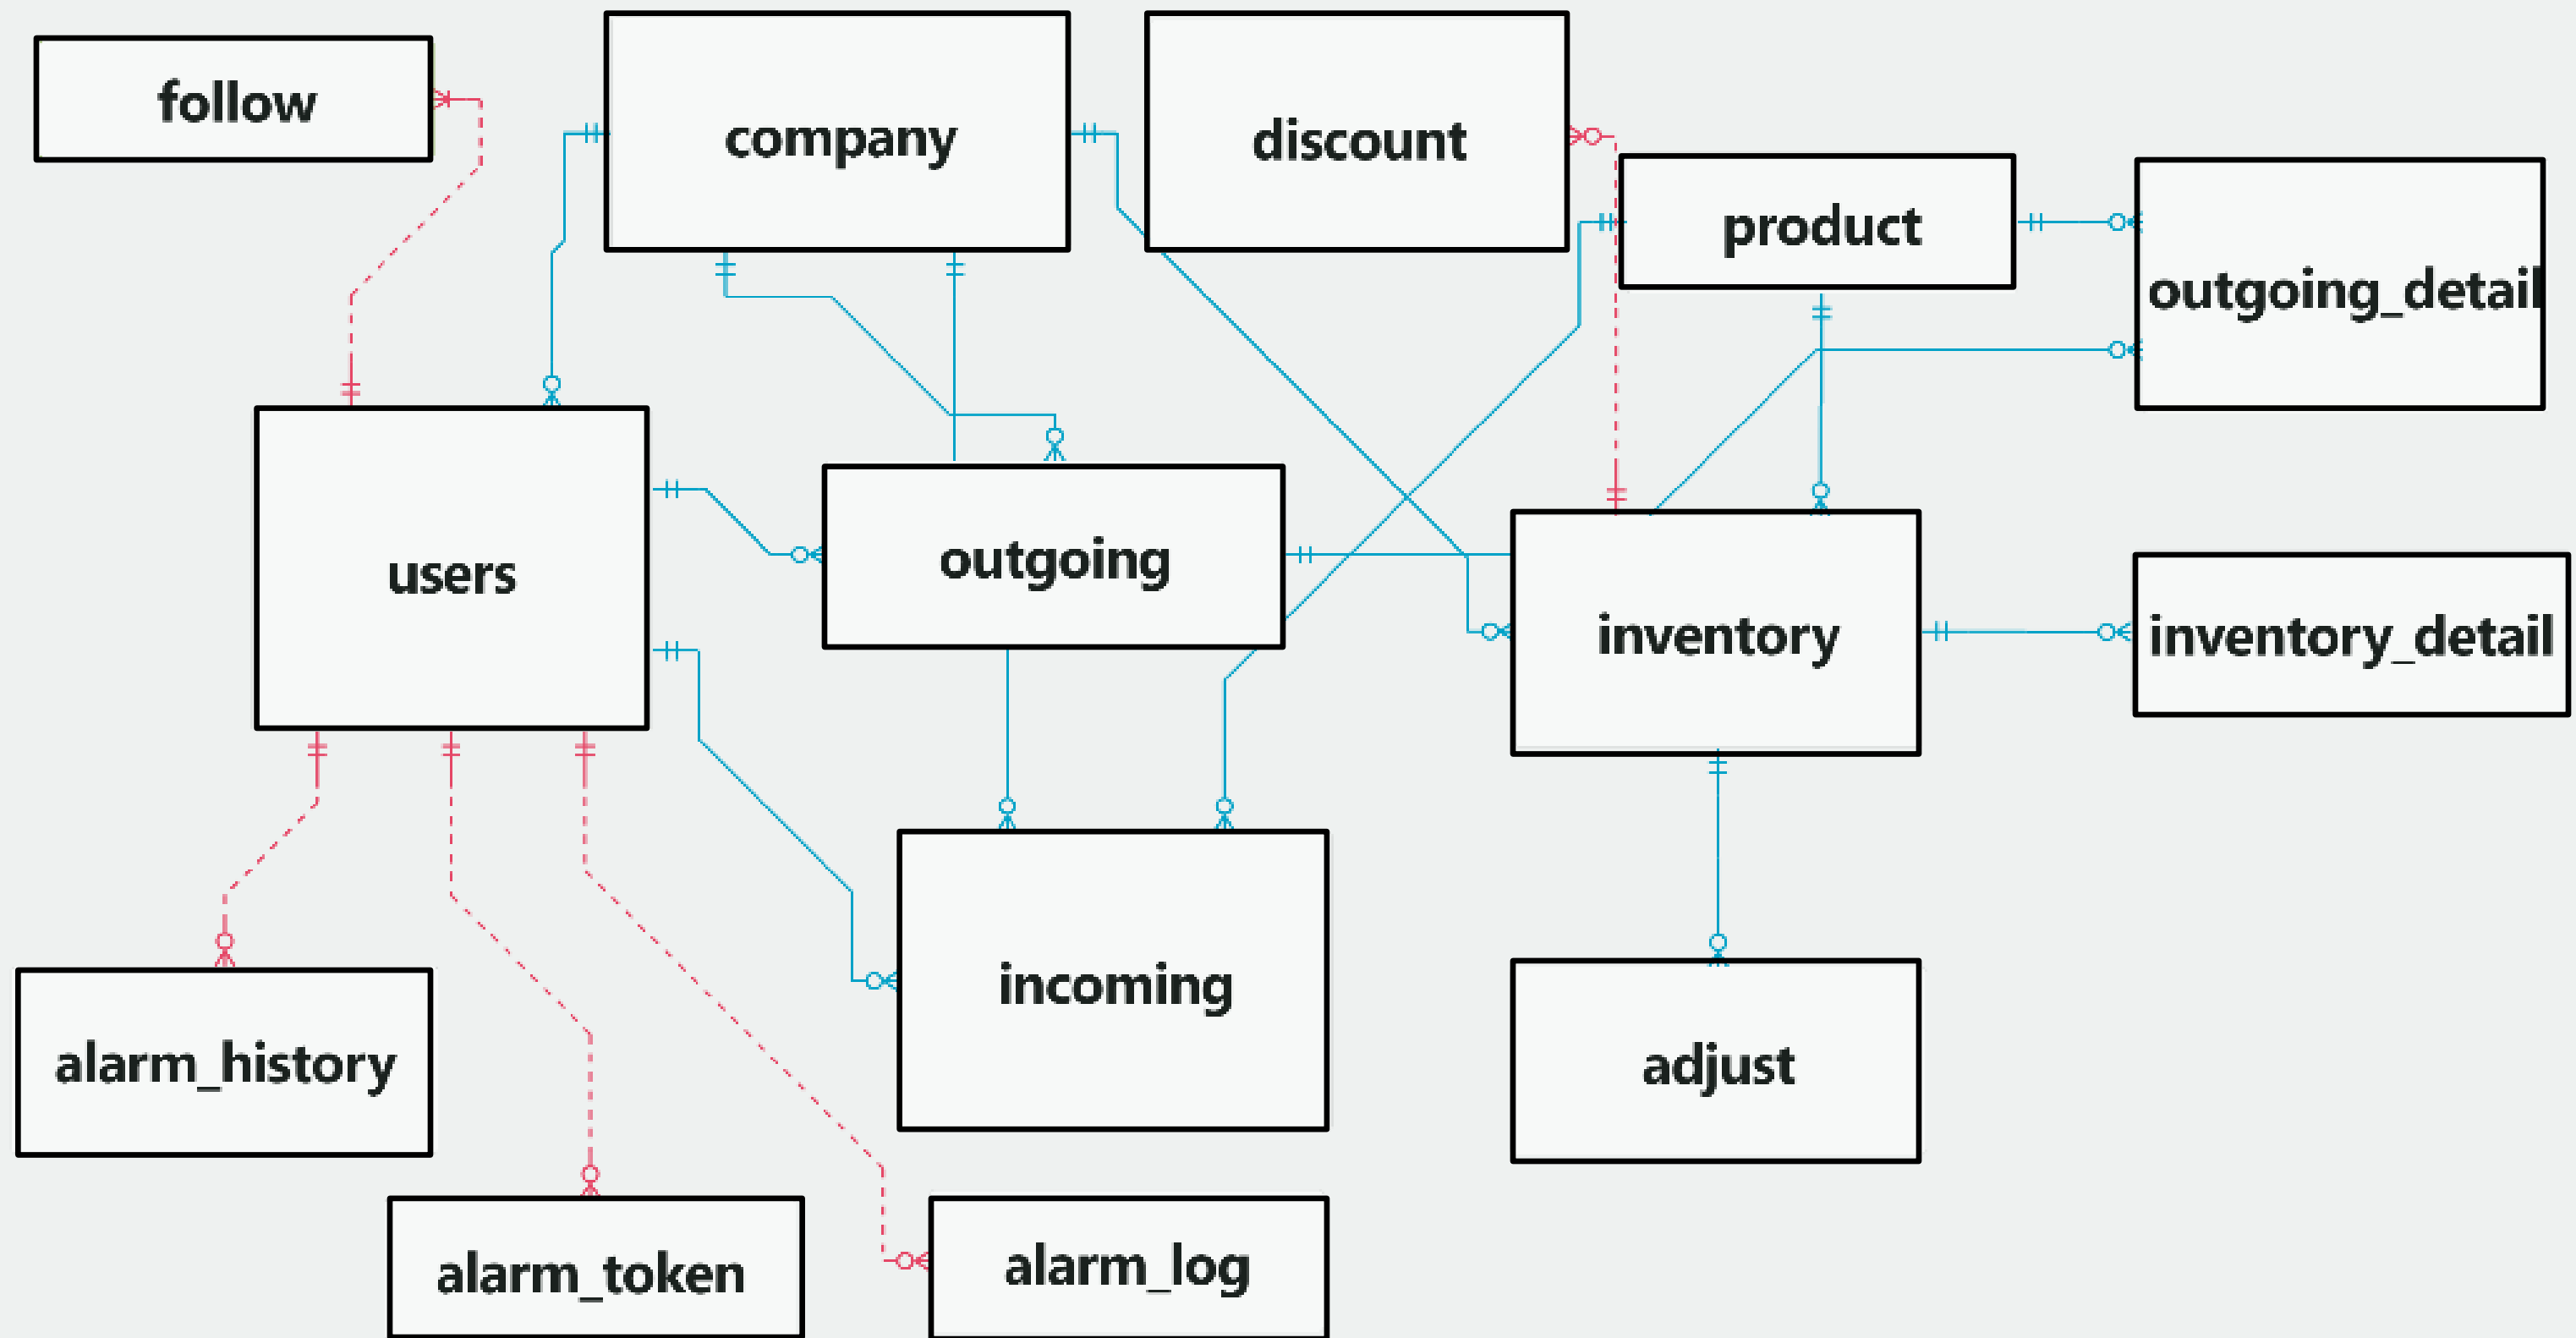 follow
company
discount
product
outgoing_detail
users
outgoing
inventory
inventory_detail
incoming
alarm_history
adjust
alarm_token
alarm_log